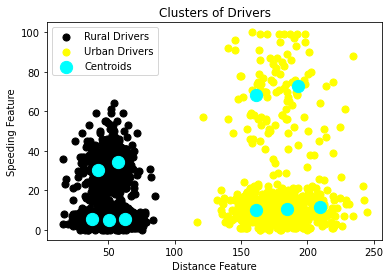 Clusters of Drivers
Rural Drivers
Urban Drivers
Centroids
100
80
60
40
20
0
Speeding Feature
50
100
150
200
250
Distance Feature